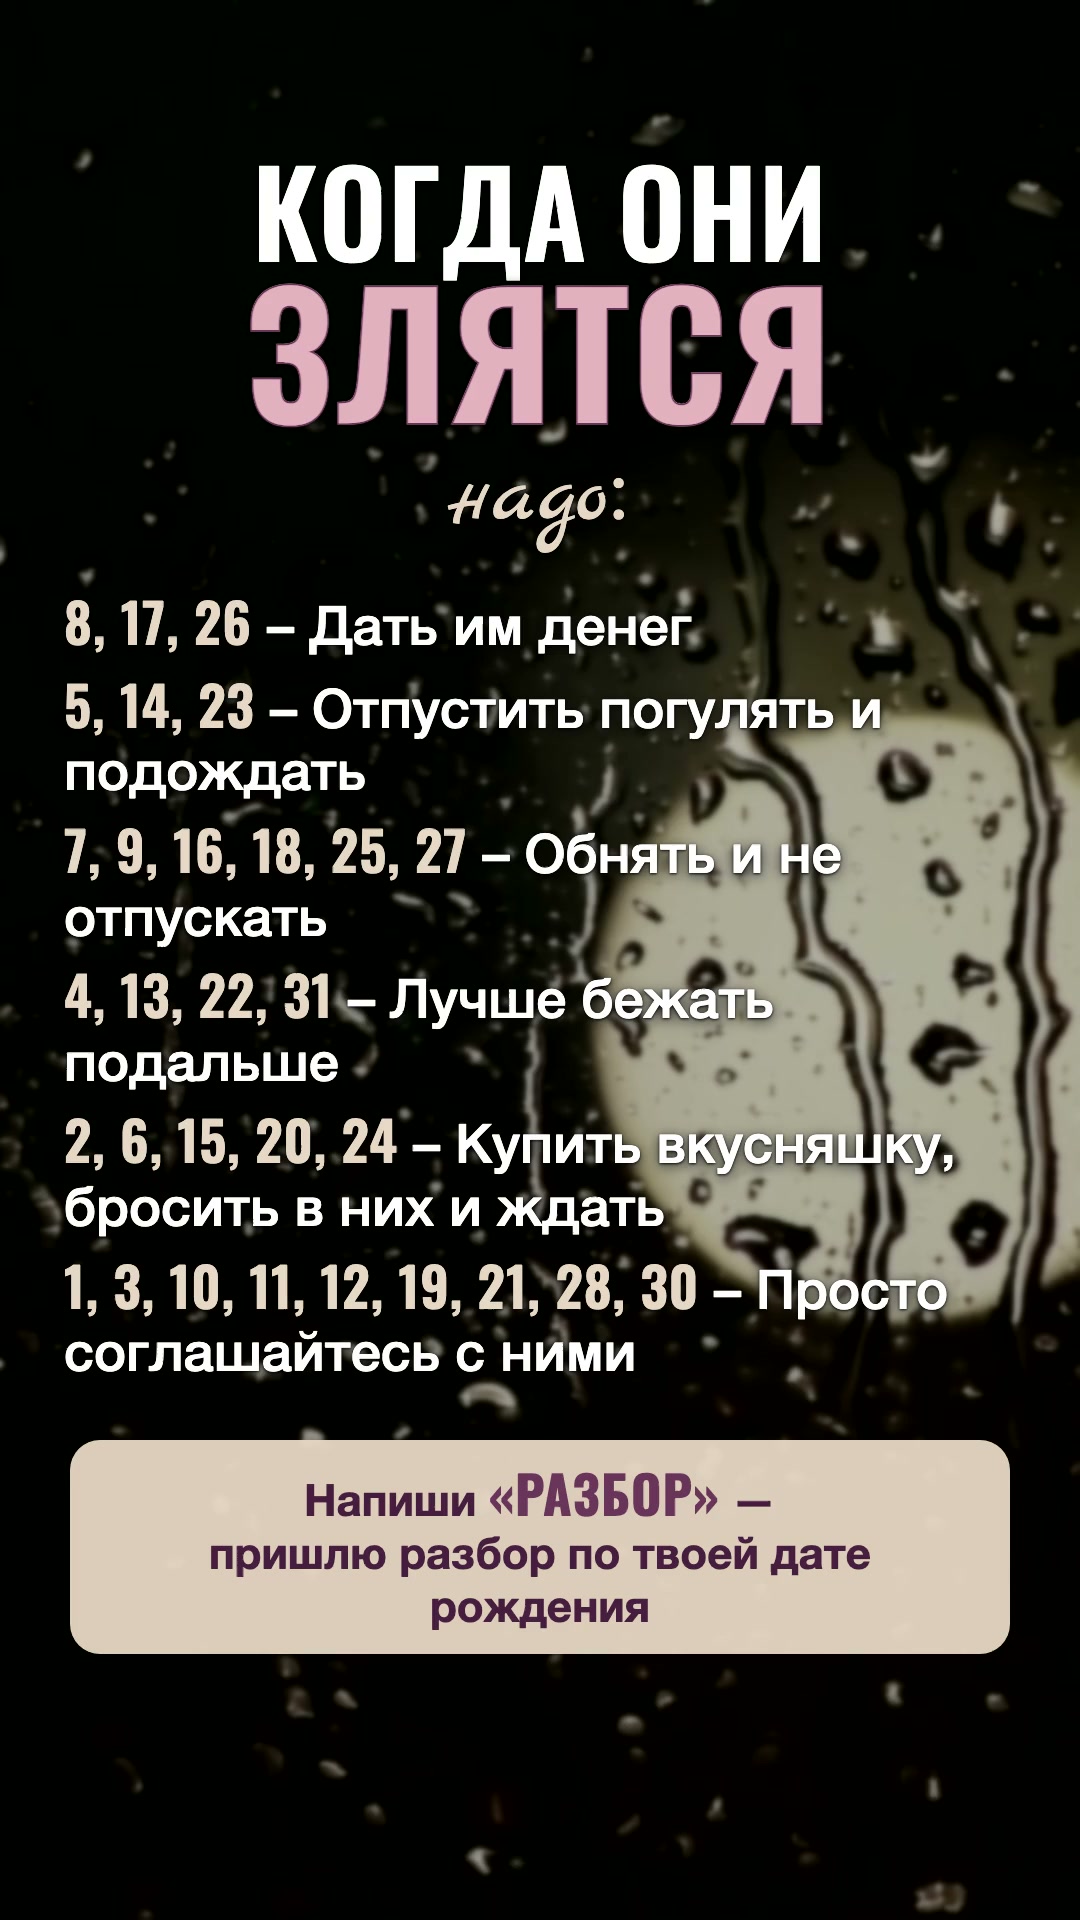 КОГДА ОНИ
ЗЛЯТСЯ
надо:
8, 17, 26 – Дать им денег
5, 14, 23 – Отпустить погулять и
подождать
7, 9, 16, 18, 25, 27 – Обнять и не
отпускать
4, 13, 22, 31 – Лучше бежать
подальше
2, 6, 15, 20, 24 – Купить вкусняшку,
бросить в них и ждать
1, 3, 10, 11, 12, 19, 21, 28, 30 – Просто
соглашайтесь с ними
Напиши «РАЗБОР» —
пришлю разбор по твоей дате
рождения